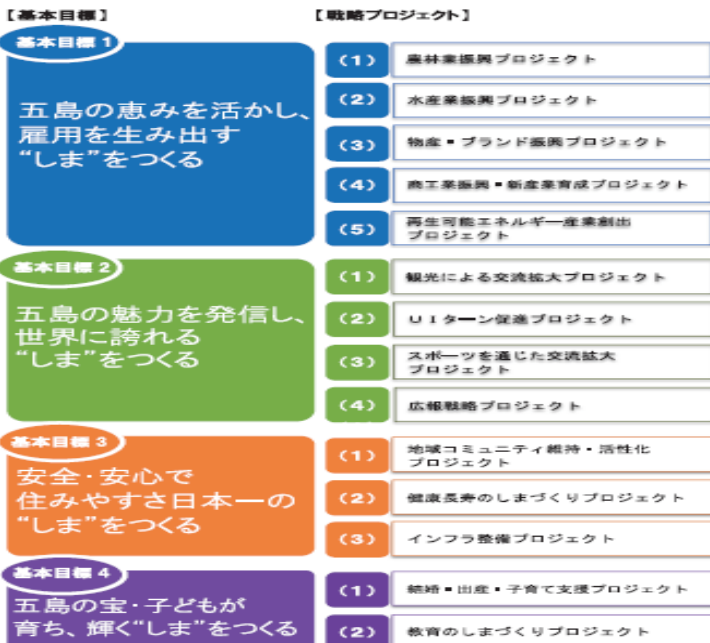 【基本目標】
【戦略プロジェクト】
基本目標 1
五島の恵みを活かし、
雇用を生み出す
“しま”をつくる
(1) 農林業振興プロジェクト
(2) 水産業振興プロジェクト
(3) 物産・ブランド振興プロジェクト
(4) 商工業振興・新産業育成プロジェクト
(5) 再生可能エネルギー産業創出
プロジェクト
基本目標 2
五島の魅力を発信し、
世界に誇れる
“しま”をつくる
(1) 観光による交流拡大プロジェクト
(2) UIターン促進プロジェクト
(3) スポーツを通じた交流拡大
プロジェクト
(4) 広報戦略プロジェクト
基本目標 3
安全・安心で
住みやすさ日本一の
“しま”をつくる
(1) 地域コミュニティ維持・活性化
プロジェクト
(2) 健康長寿のしまづくりプロジェクト
(3) インフラ整備プロジェクト
基本目標 4
五島の宝・子どもが
育ち、輝く“しま”をつくる
(1) 結婚・出産・子育て支援プロジェクト
(2) 教育のしまづくりプロジェクト